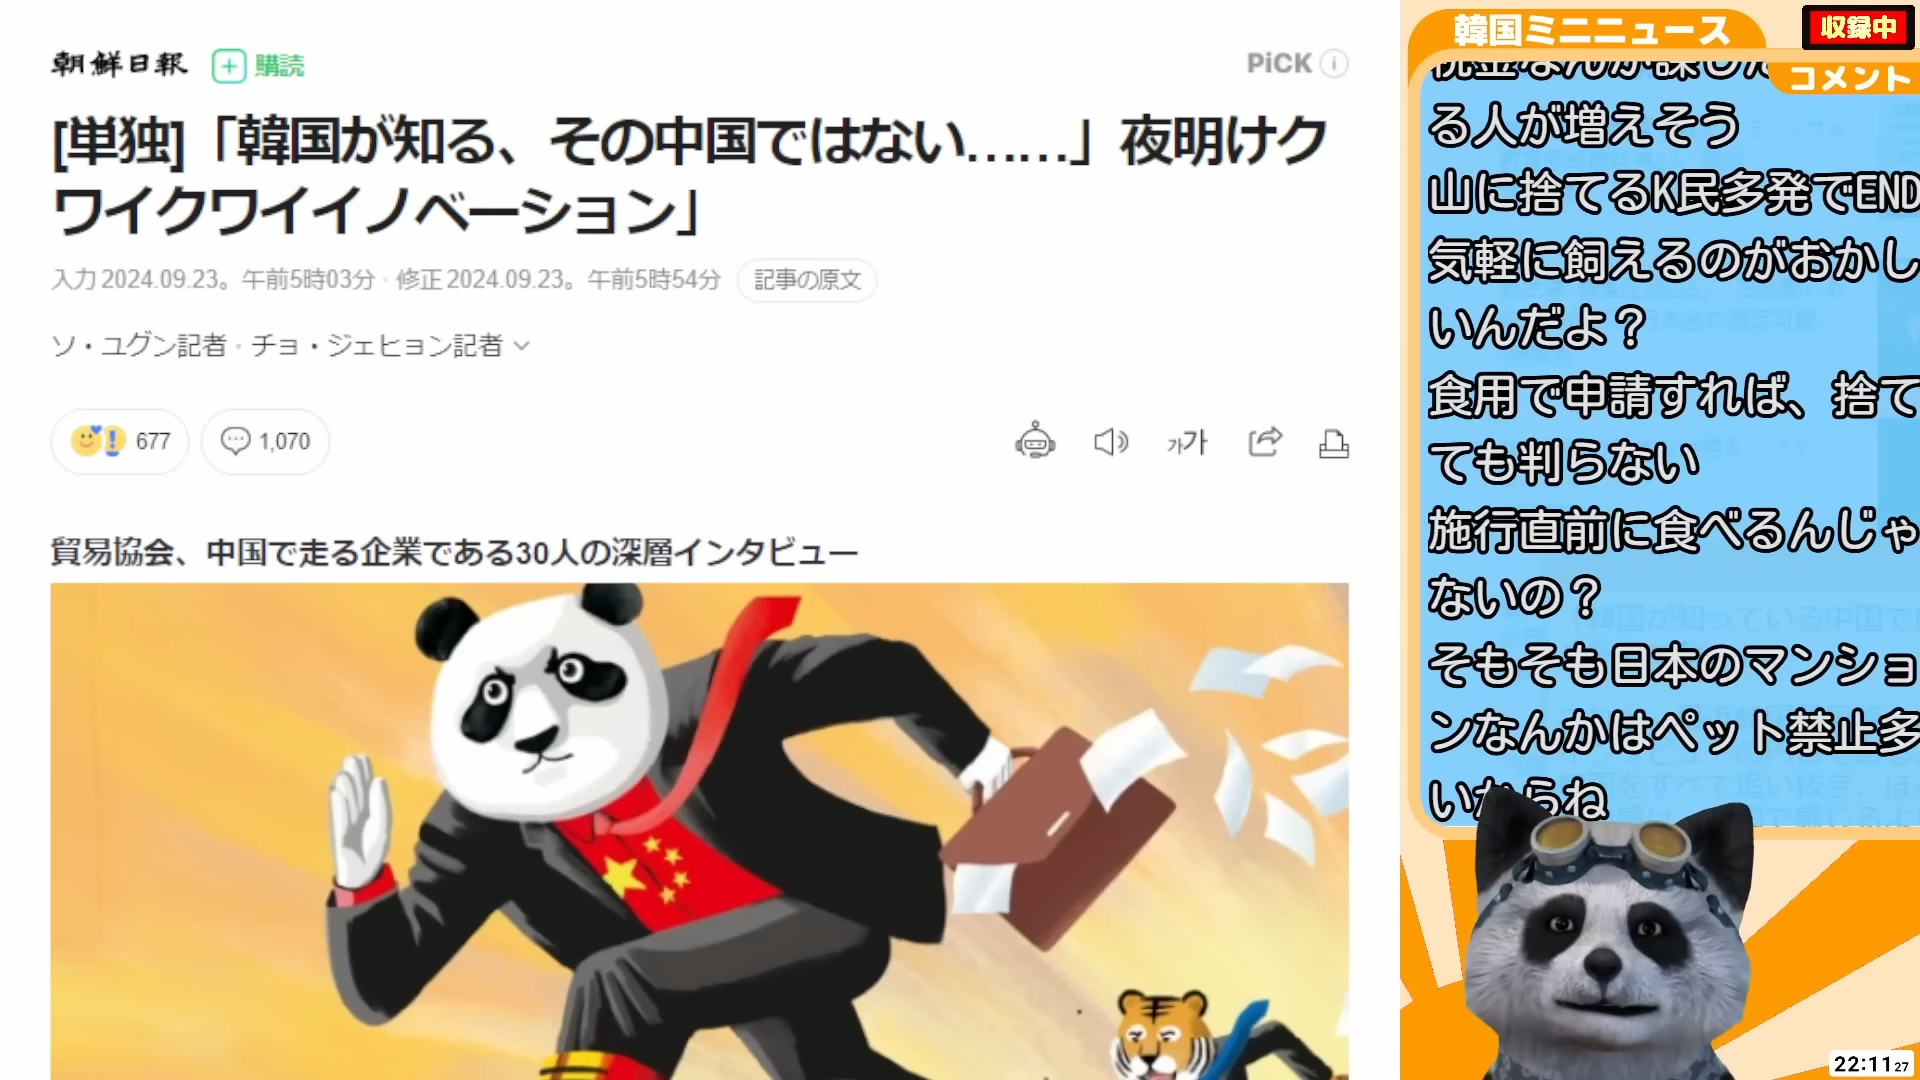 朝鮮日報
購読
PiCK
[単独]「韓国が知る、その中国ではない……」夜明けク
ワイクワイイノベーション」
入力 2024.09.23。午前5時03分 · 修正 2024.09.23。午前5時54分
記事の原文
ソ・ユグン記者 · チョ・ジェヒョン記者
677
1,070
가가
貿易協会、中国で走る企業である30人の深層インタビュー
韓国ミニニュース
収録中
コメント
る人が増えそう
山に捨てるK民多発でEND
気軽に飼えるのがおかし
いんだよ？
食用で申請すれば、捨て
ても判らない
施行直前に食べるんじゃ
ないの？
そもそも日本のマンショ
ンなんかはペット禁止多
いからね
22:11 27